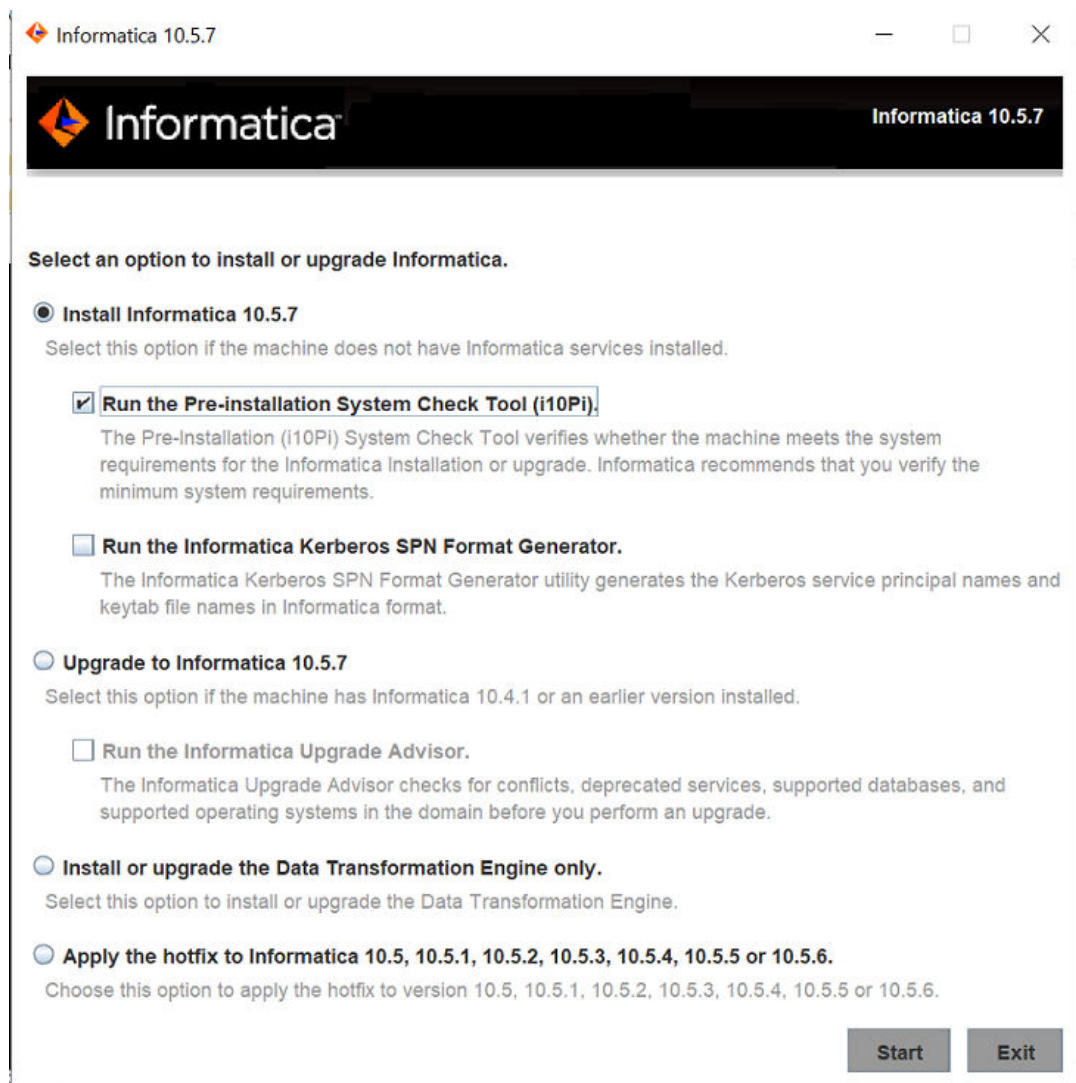 Informatica 10.5.7
Informatica
Informatica 10.5.7
Select an option to install or upgrade Informatica.
Install Informatica 10.5.7
Select this option if the machine does not have Informatica services installed.
Run the Pre-installation System Check Tool (i10Pi).
The Pre-Installation (i10Pi) System Check Tool verifies whether the machine meets the system
requirements for the Informatica Installation or upgrade. Informatica recommends that you verify the
minimum system requirements.
Run the Informatica Kerberos SPN Format Generator.
The Informatica Kerberos SPN Format Generator utility generates the Kerberos service principal names and
keytab file names in Informatica format.
Upgrade to Informatica 10.5.7
Select this option if the machine has Informatica 10.4.1 or an earlier version installed.
Run the Informatica Upgrade Advisor.
The Informatica Upgrade Advisor checks for conflicts, deprecated services, supported databases, and
supported operating systems in the domain before you perform an upgrade.
Install or upgrade the Data Transformation Engine only.
Select this option to install or upgrade the Data Transformation Engine.
Apply the hotfix to Informatica 10.5, 10.5.1, 10.5.2, 10.5.3, 10.5.4, 10.5.5 or 10.5.6.
Choose this option to apply the hotfix to version 10.5, 10.5.1, 10.5.2, 10.5.3, 10.5.4, 10.5.5 or 10.5.6.
Start Exit